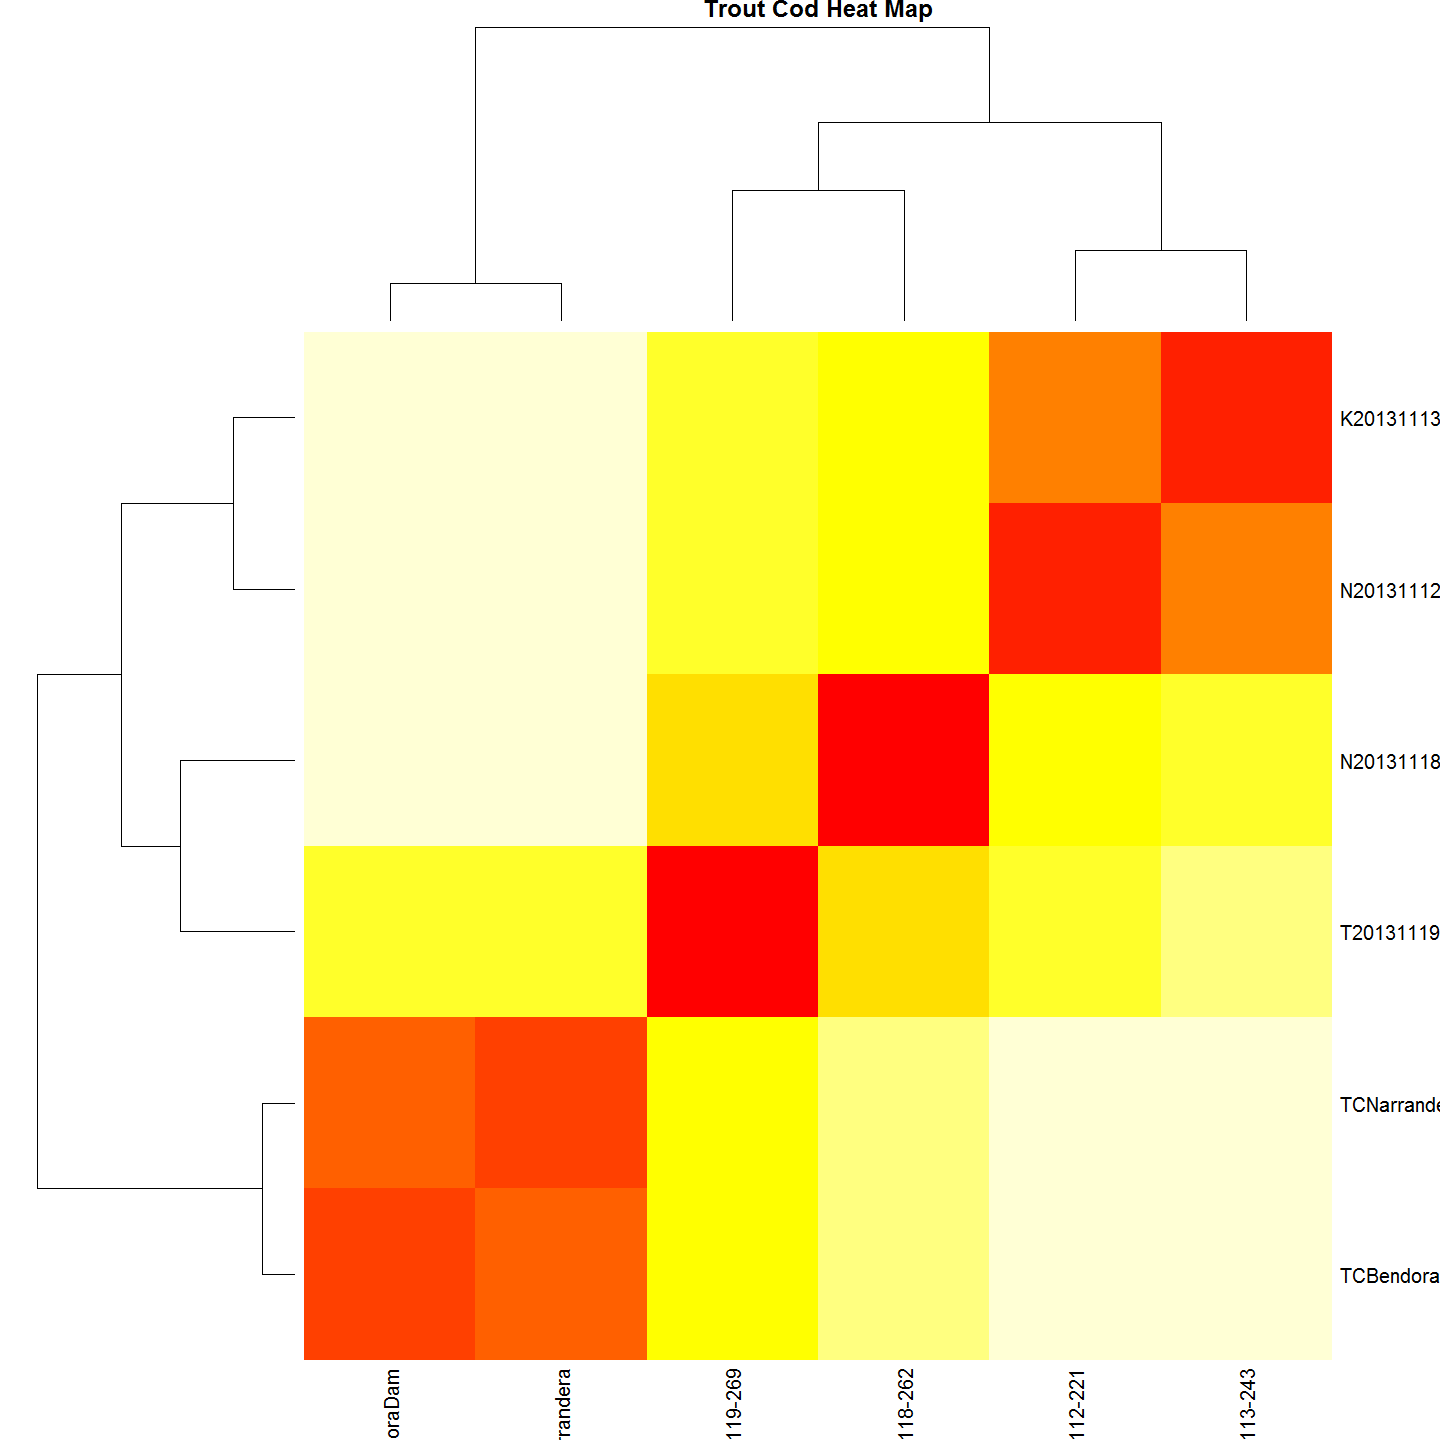 Trout Cod Heat Map
K20131113
N20131112
N20131118
T20131119
TCNarrande
TCBendora
oraDam
rrandera
119-269
118-262
112-221
113-243